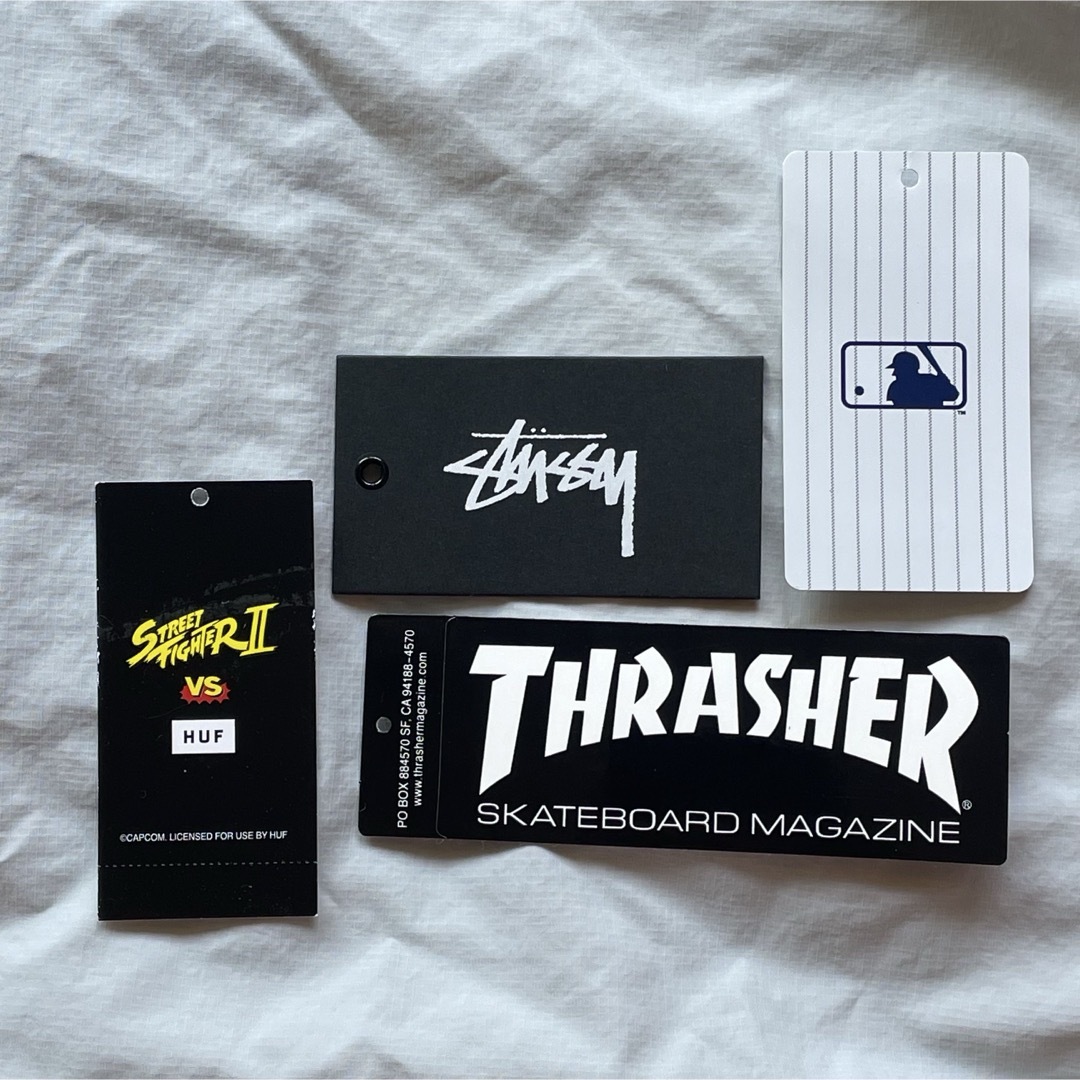 Stüssy
STREET
FIGHTER II
VS
HUF
©CAPCOM. LICENSED FOR USE BY HUF
PO BOX 884570 SF, CA 94188-4570
www.thrashermagazine.com
THRASHER®
SKATEBOARD MAGAZINE
™